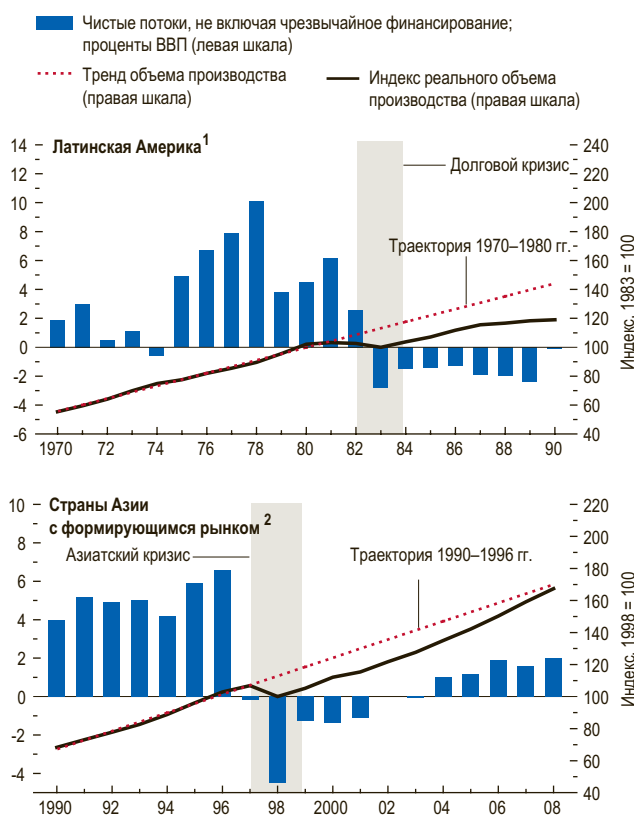 Чистые потоки, не включая чрезвычайное финансирование;
проценты ВВП (левая шкала)
Тренд объема производства
(правая шкала)
Индекс реального объема
производства (правая шкала)
14
12
10
8
6
4
2
0
-2
-4
-6
Латинская Америка1
Долговой кризис
Траектория 1970–1980 гг.
240
220
200
180
160
140
120
100
80
60
40
Индекс. 1983 = 100
1970 72 74 76 78 80 82 84 86 88 90
10
8
6
4
2
0
-2
-4
Страны Азии
с формирующимся рынком 2
Азиатский кризис
Траектория 1990–1996 гг.
220
200
180
160
140
120
100
80
60
40
Индекс. 1998 = 100
1990 92 94 96 98 2000 02 04 06 08